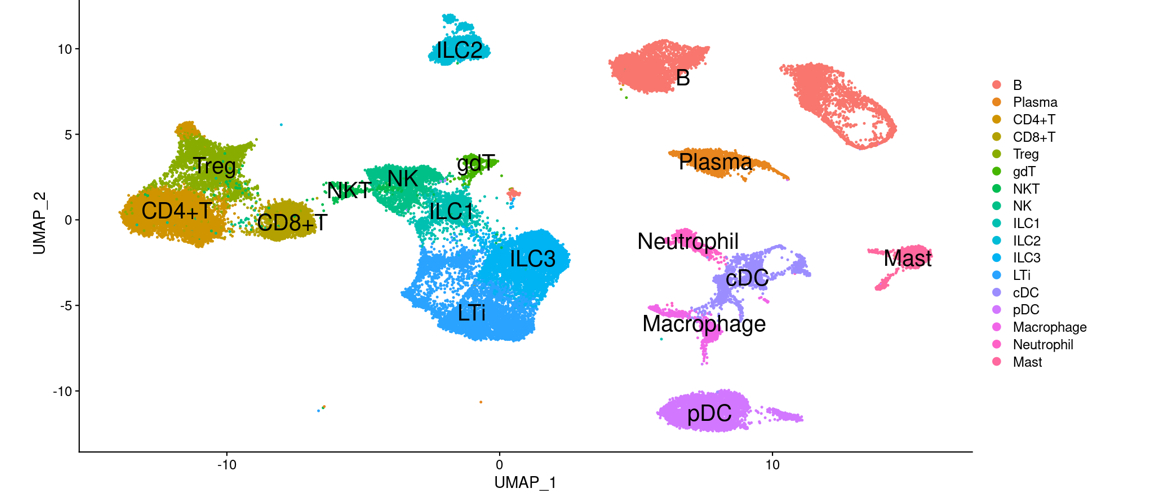 10
5
0
-5
-10
UMAP_2
-10
0
10
UMAP_1
ILC2
B
Treg
gdT
Plasma
NKT
NK
CD4+T
CD8+T
ILC1
Neutrophil
ILC3
cDC
Mast
LTi
Macrophage
pDC
B
Plasma
CD4+T
CD8+T
Treg
gdT
NKT
NK
ILC1
ILC2
ILC3
LTi
cDC
pDC
Macrophage
Neutrophil
Mast